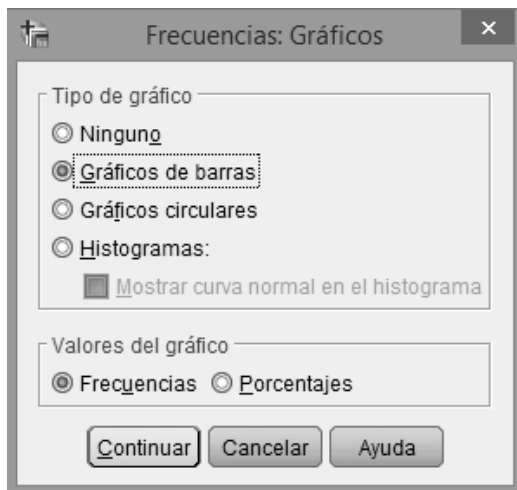 Frecuencias: Gráficos
Tipo de gráfico
Ninguno
Gráficos de barras
Gráficos circulares
Histogramas:
Mostrar curva normal en el histograma
Valores del gráfico
Frecuencias Porcentajes
Continuar Cancelar Ayuda